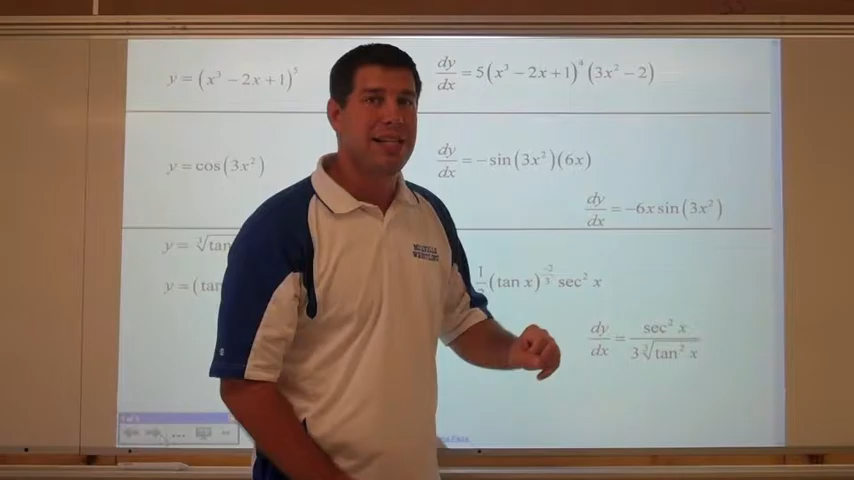 y = (x³ − 2x + 1)⁵
dy/dx = 5(x³ − 2x + 1)⁴(3x² − 2)
y = cos(3x²)
dy/dx = −sin(3x²)(6x)
dy/dx = −6x sin(3x²)
y = ∛tan
y = (tan
(tan x)^(−2/3) sec² x
dy/dx = sec² x / 3∛tan² x
WRESTLING